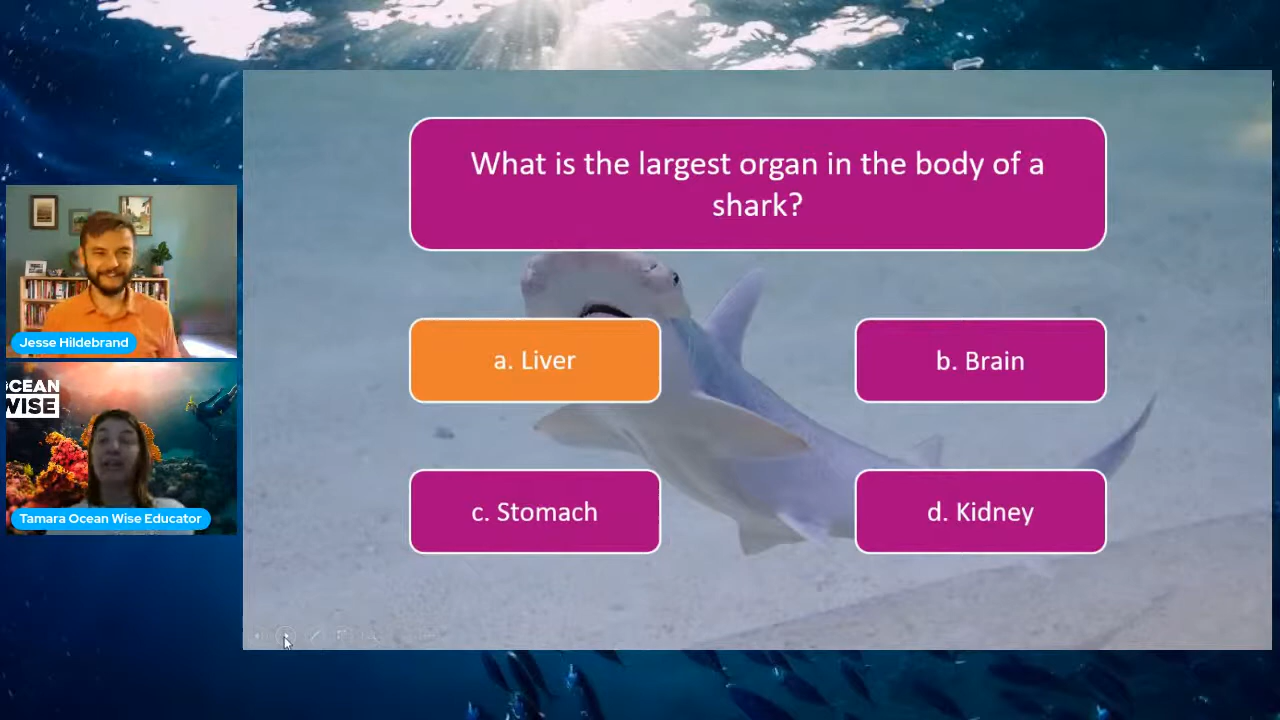 What is the largest organ in the body of a
shark?
a. Liver
b. Brain
c. Stomach
d. Kidney
Jesse Hildebrand
OCEAN
WISE
Tamara Ocean Wise Educator